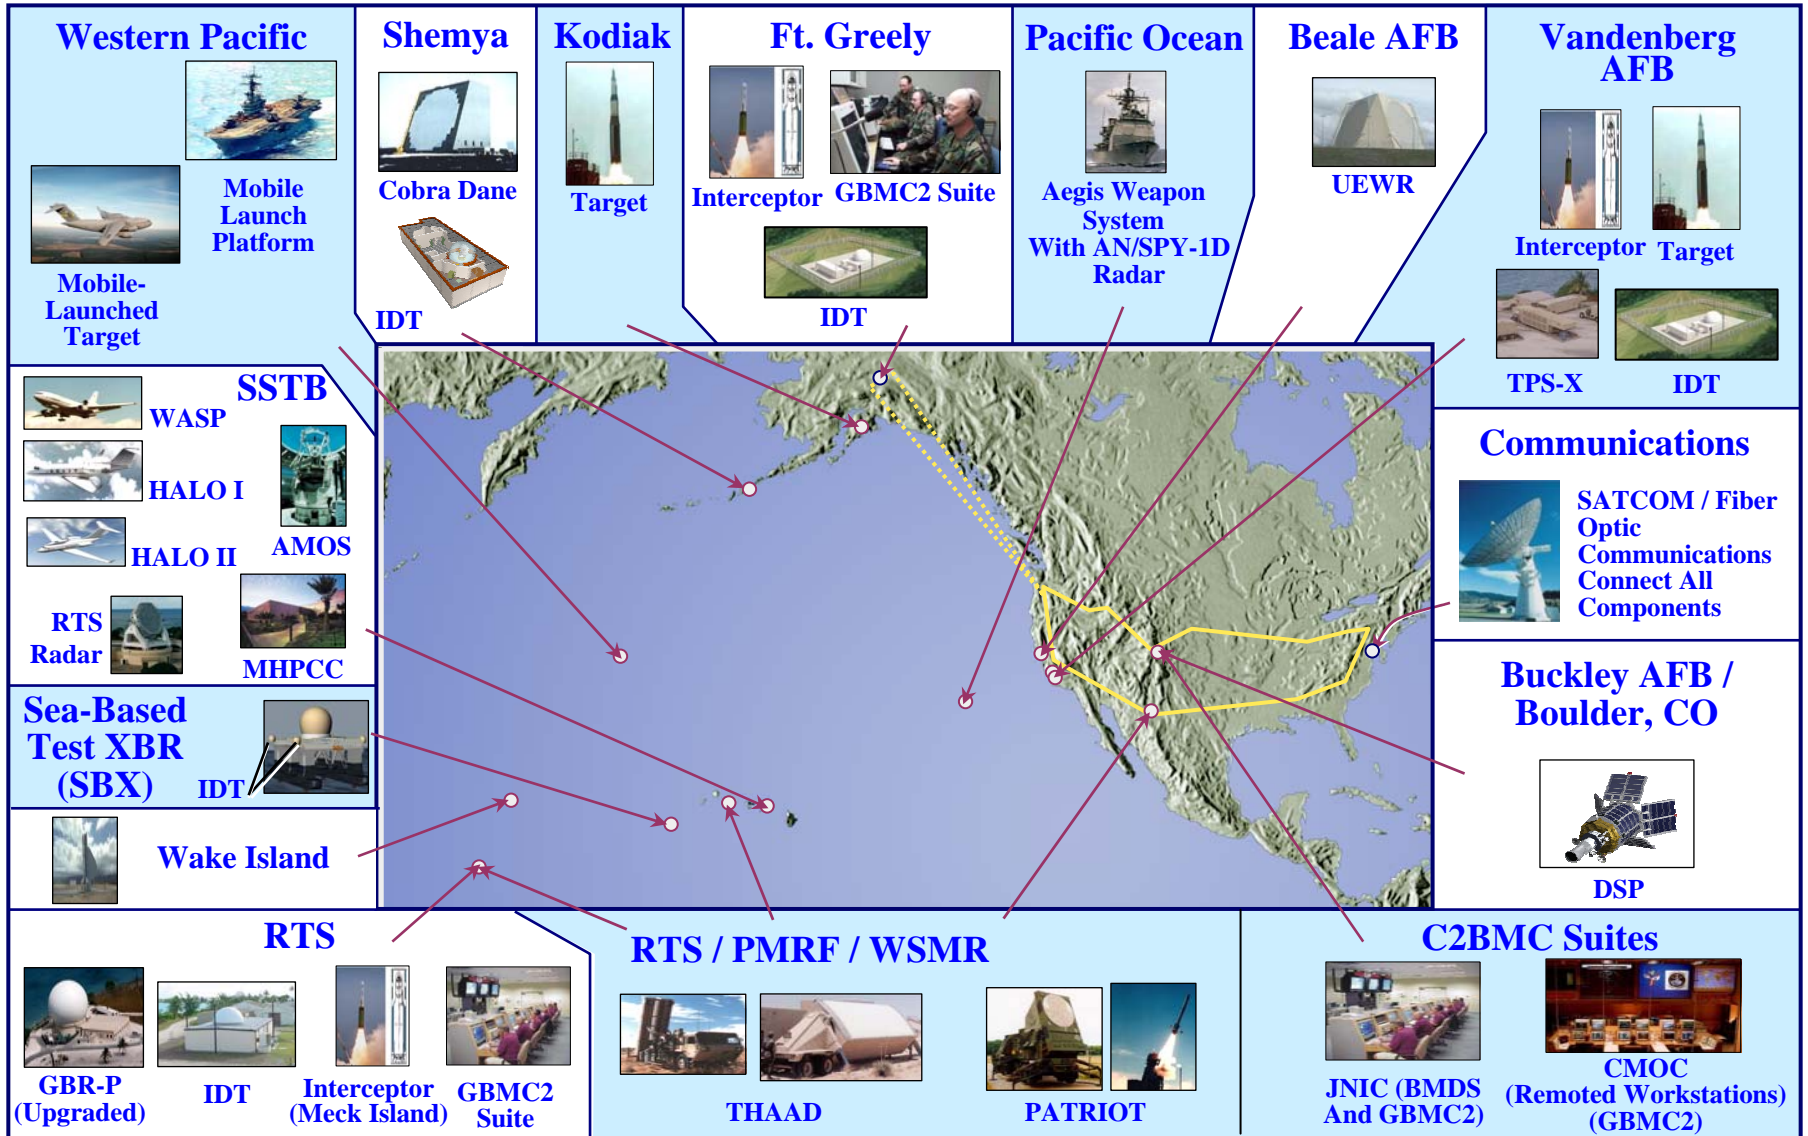 Western Pacific
Mobile
Launch
Platform
Mobile-
Launched
Target
Shemya
Cobra Dane
IDT
Kodiak
Target
Ft. Greely
Interceptor
GBMC2 Suite
IDT
Pacific Ocean
Aegis Weapon
System
With AN/SPY-1D
Radar
Beale AFB
UEWR
Vandenberg
AFB
Interceptor
Target
TPS-X
IDT
SSTB
WASP
HALO I
HALO II
AMOS
RTS
Radar
MHPCC
Communications
SATCOM / Fiber
Optic
Communications
Connect All
Components
Sea-Based
Test XBR
(SBX)
IDT
Buckley AFB /
Boulder, CO
DSP
Wake Island
RTS
GBR-P
(Upgraded)
IDT
Interceptor
(Meck Island)
GBMC2
Suite
RTS / PMRF / WSMR
THAAD
PATRIOT
C2BMC Suites
JNIC (BMDS
And GBMC2)
CMOC
(Remoted Workstations)
(GBMC2)